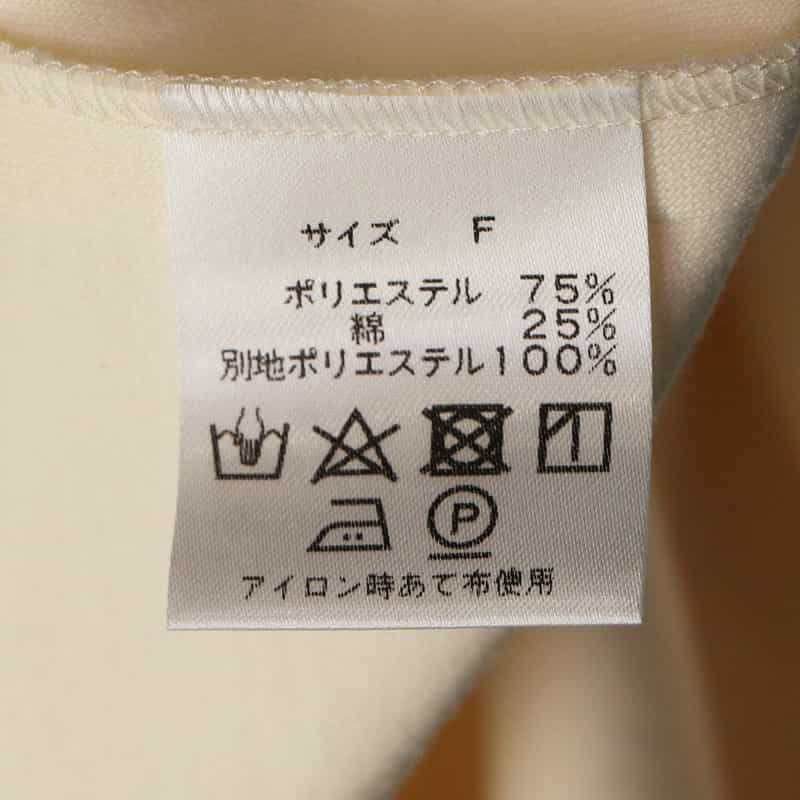 サイズ F
ポリエステル 75%
綿 25%
別地ポリエステル100%
P
アイロン時あて布使用